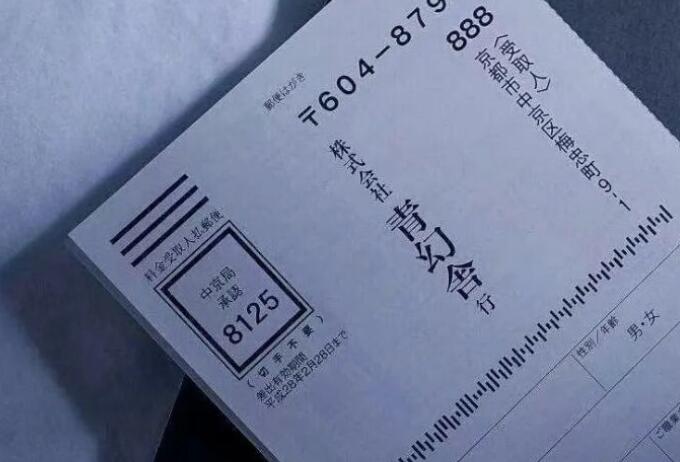 郵便はがき
〒604-879
888
〈受取人〉
京都市中京区梅忠町9-1
株式会社
青幻舎 行
料金受取人払郵便
中京局
承認
8125
(切手不要)
差出有効期間
平成28年2月28日まで
性別/年齢
男・女
ご職業